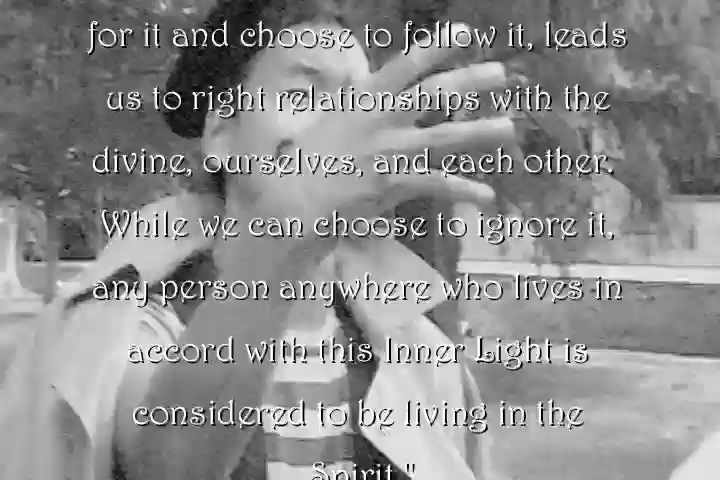 for it and choose to follow it, leads
us to right relationships with the
divine, ourselves, and each other.
While we can choose to ignore it,
any person anywhere who lives in
accord with this Inner Light is
considered to be living in the
Spirit."